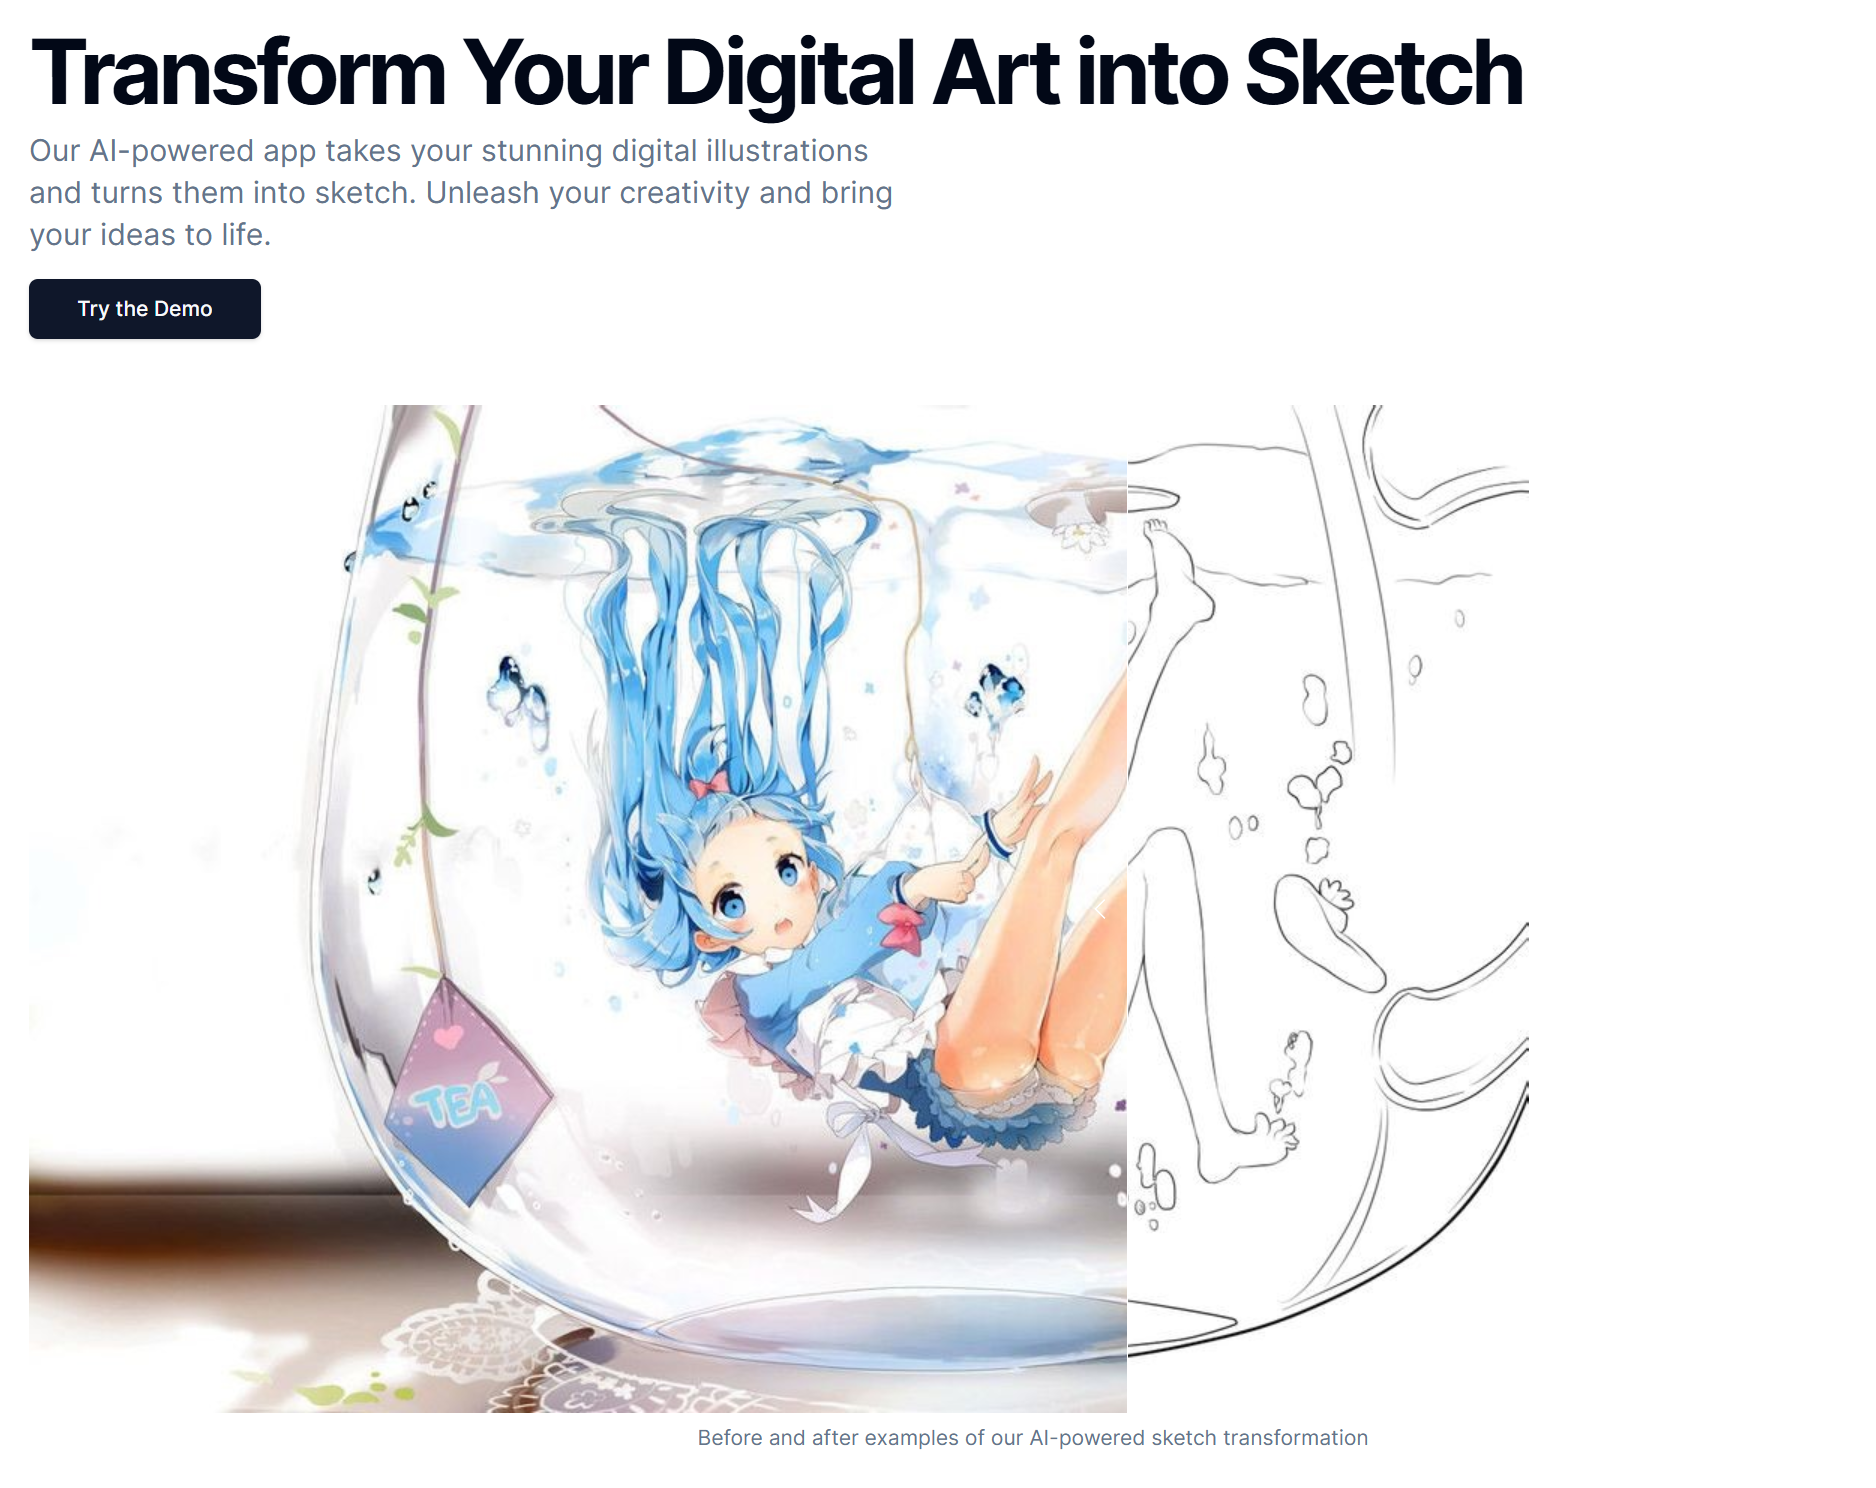 Transform Your Digital Art into Sketch
Our AI-powered app takes your stunning digital illustrations
and turns them into sketch. Unleash your creativity and bring
your ideas to life.
Try the Demo
TEA
Before and after examples of our AI-powered sketch transformation